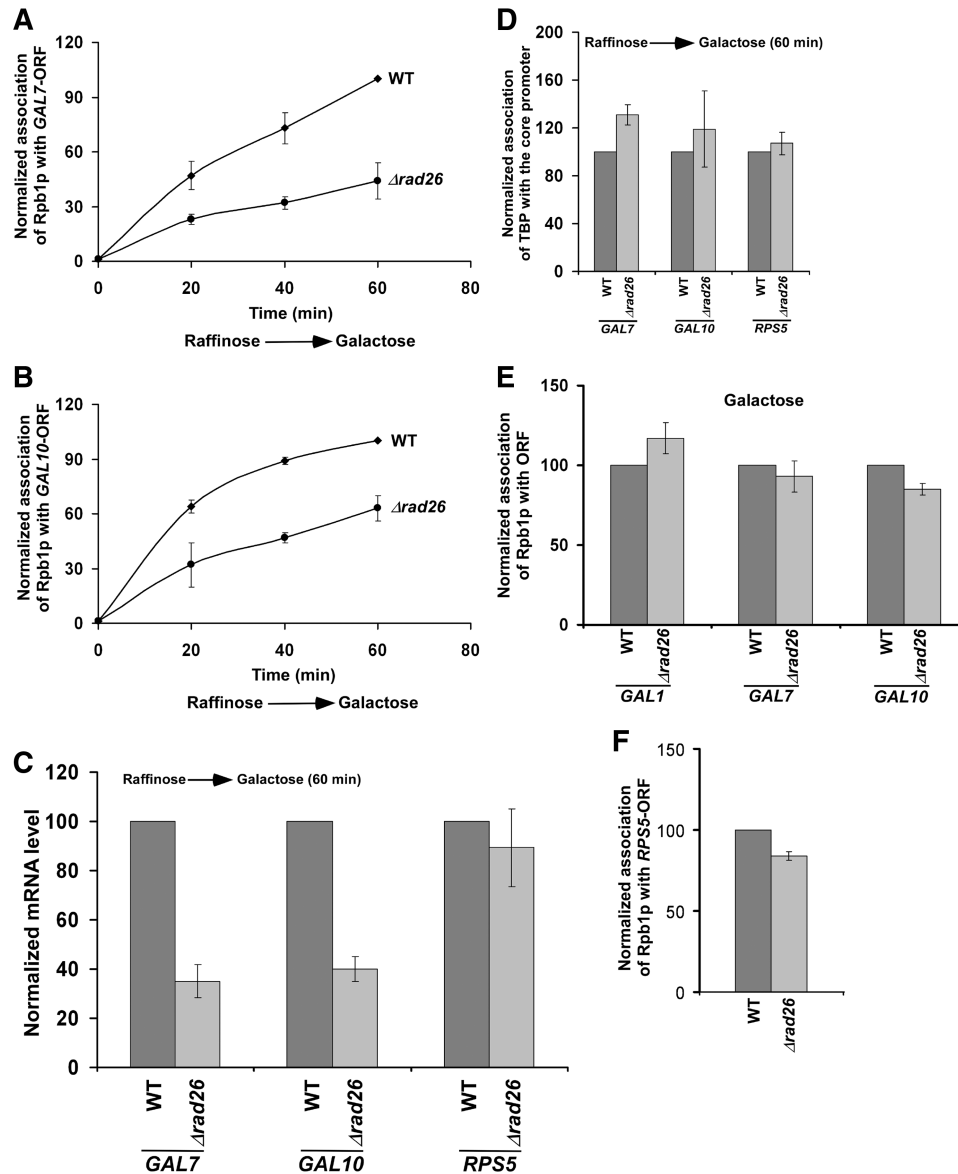 A
Normalized association
of Rpb1p with GAL7-ORF
120
90
60
30
0
WT
Δrad26
0 20 40 60
Time (min)
Raffinose Galactose
B
Normalized association
of Rpb1p with GAL10-ORF
120
90
60
30
0
WT
Δrad26
0 20 40 60
Time (min)
Raffinose Galactose
C
Normalized mRNA level
120
100
80
60
40
20
0
Raffinose Galactose (60 min)
WT Δrad26 WT Δrad26 WT Δrad26
GAL7 GAL10 RPS5
D
Normalized association
of TBP with the core promoter
200
160
120
80
40
0
Raffinose Galactose (60 min)
WT Δrad26 WT Δrad26 WT Δrad26
GAL7 GAL10 RPS5
E
Normalized association
of Rpb1p with ORF
150
100
50
0
Galactose
WT Δrad26 WT Δrad26 WT Δrad26
GAL1 GAL7 GAL10
F
Normalized association
of Rpb1p with RPS5-ORF
150
100
50
0
WT Δrad26